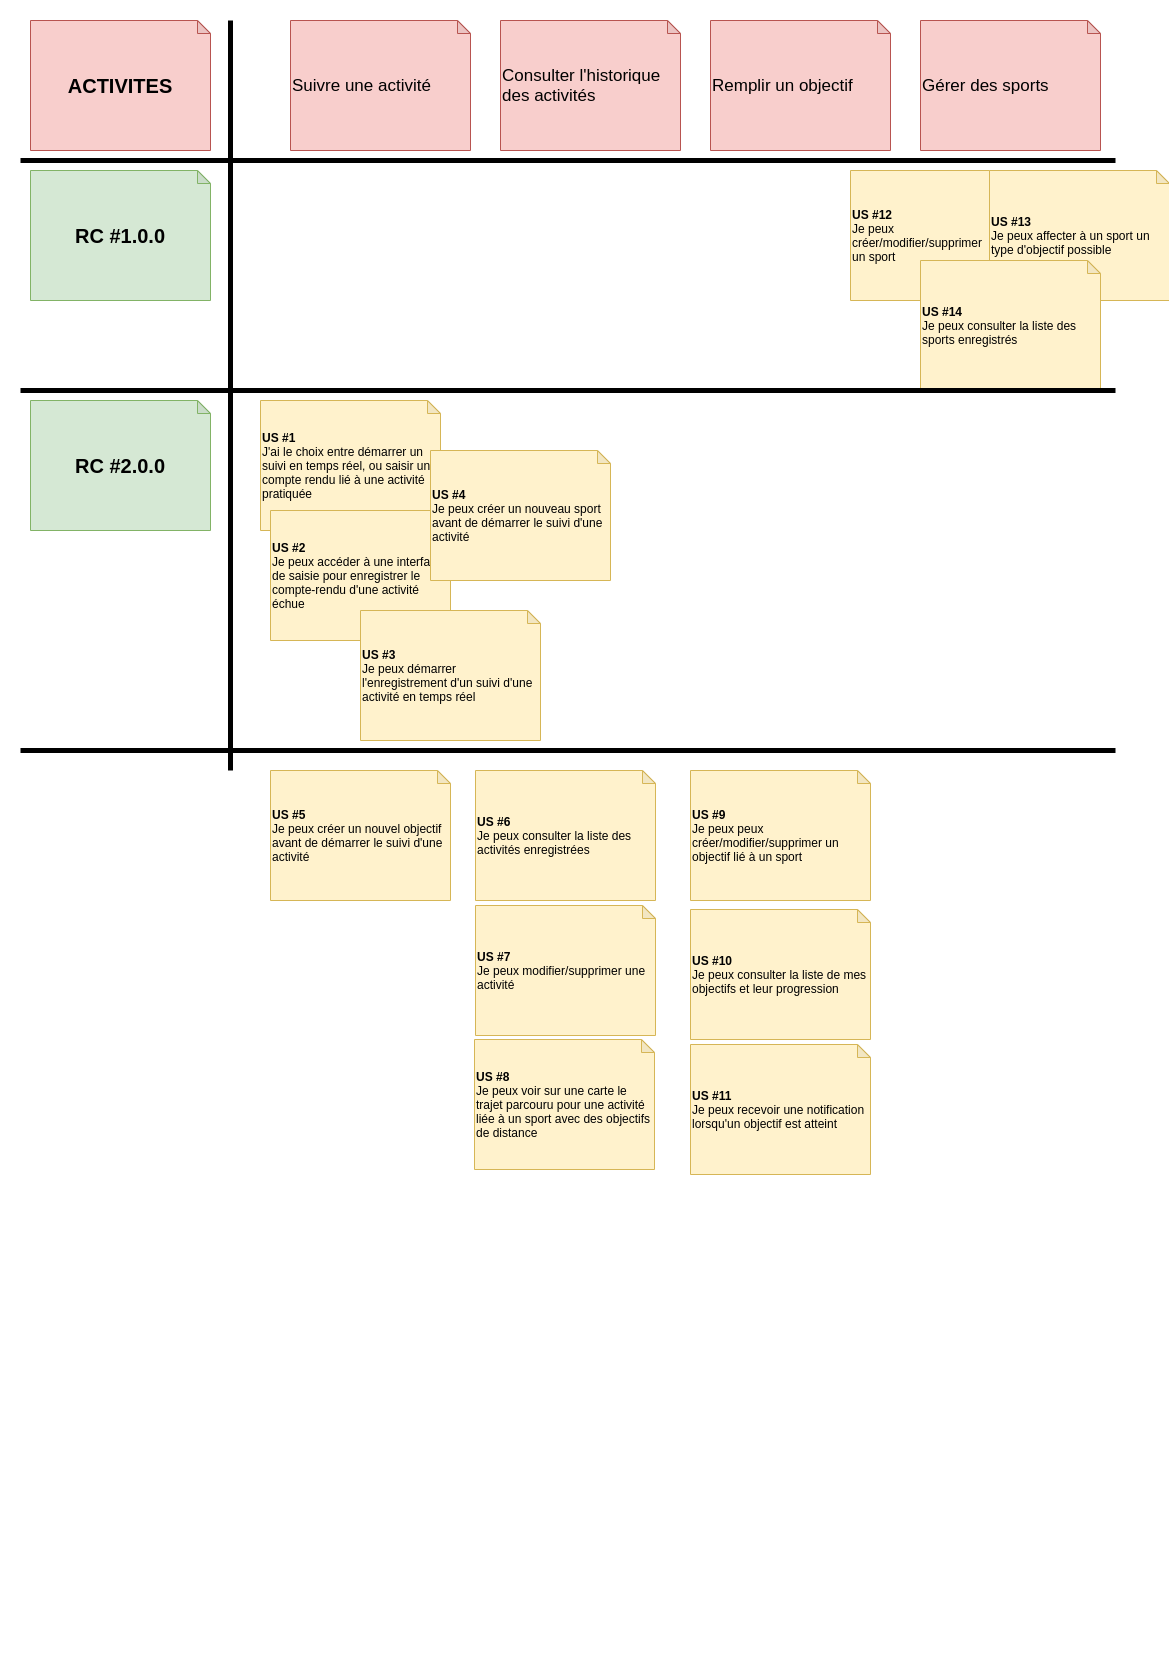 ACTIVITES
Suivre une activité
Consulter l'historique
des activités
Remplir un objectif
Gérer des sports
RC #1.0.0
US #12
Je peux
créer/modifier/supprimer
un sport
US #13
Je peux affecter à un sport un
type d'objectif possible
US #14
Je peux consulter la liste des
sports enregistrés
RC #2.0.0
US #1
J'ai le choix entre démarrer un
suivi en temps réel, ou saisir un
compte rendu lié à une activité
pratiquée
US #4
Je peux créer un nouveau sport
avant de démarrer le suivi d'une
activité
US #2
Je peux accéder à une interfa
de saisie pour enregistrer le
compte-rendu d'une activité
échue
US #3
Je peux démarrer
l'enregistrement d'un suivi d'une
activité en temps réel
US #5
Je peux créer un nouvel objectif
avant de démarrer le suivi d'une
activité
US #6
Je peux consulter la liste des
activités enregistrées
US #9
Je peux peux
créer/modifier/supprimer un
objectif lié à un sport
US #7
Je peux modifier/supprimer une
activité
US #10
Je peux consulter la liste de mes
objectifs et leur progression
US #8
Je peux voir sur une carte le
trajet parcouru pour une activité
liée à un sport avec des objectifs
de distance
US #11
Je peux recevoir une notification
lorsqu'un objectif est atteint